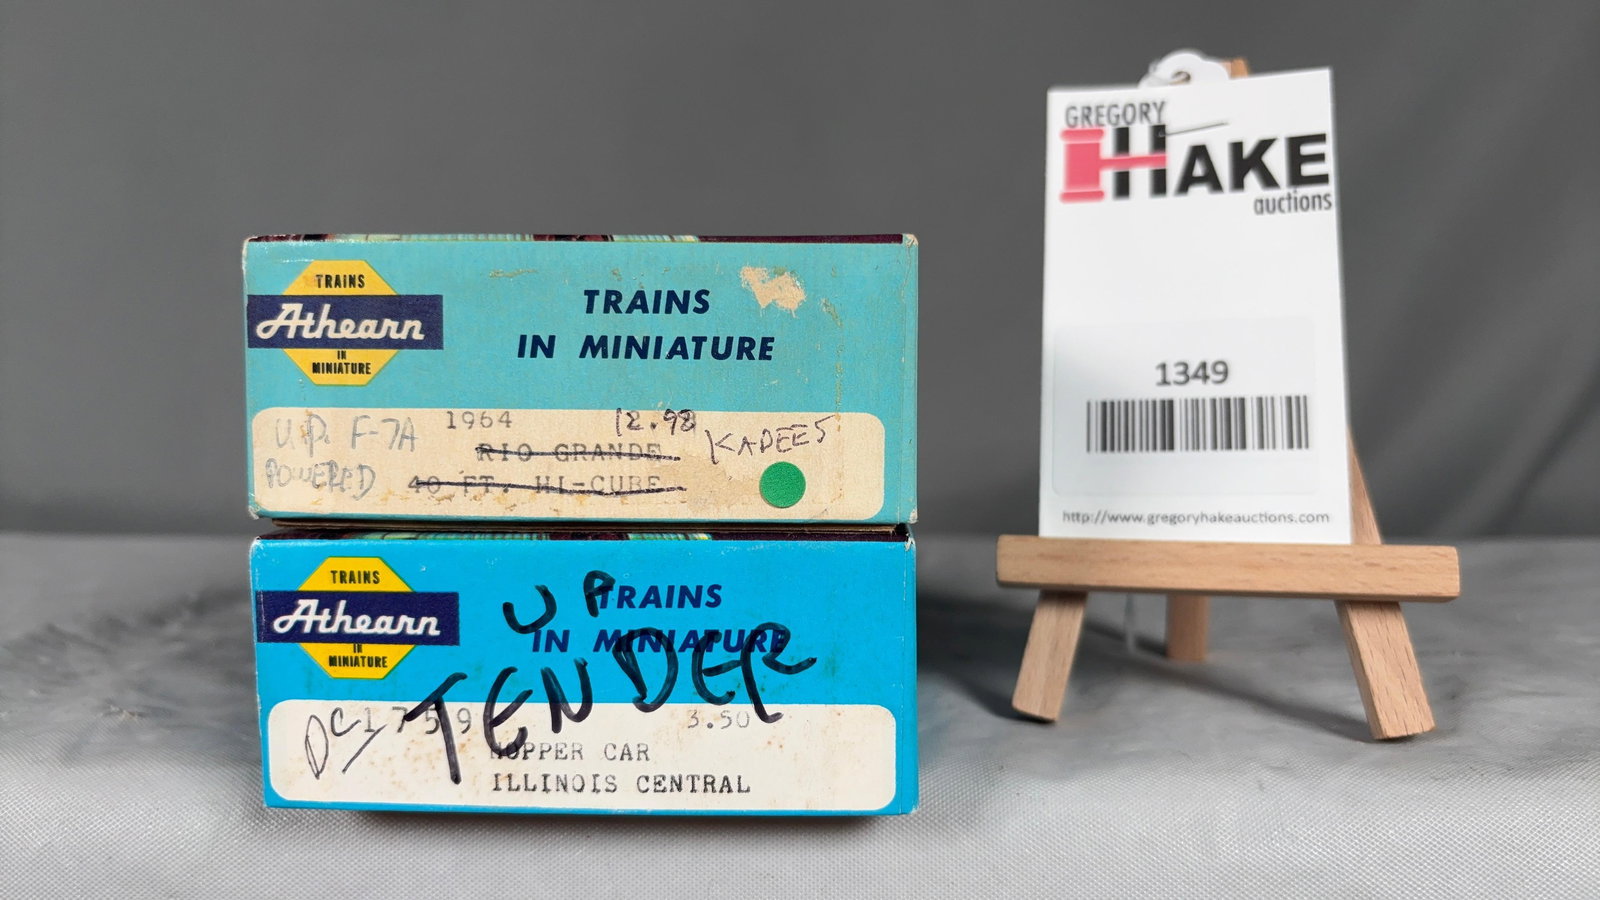 TRAINS
Athearn
IN
MINIATURE
TRAINS
IN MINIATURE
U.P. F-7A
POWERED
1964
12.98
RIO GRANDE
40 FT. HI-CUBE
KADEES
TRAINS
Athearn
IN
MINIATURE
TRAINS
IN MINIATURE
UP
TENDER
1759
3.50
HOPPER CAR
ILLINOIS CENTRAL
GREGORY
HAKE
auctions
1349
http://www.gregoryhakeauctions.com